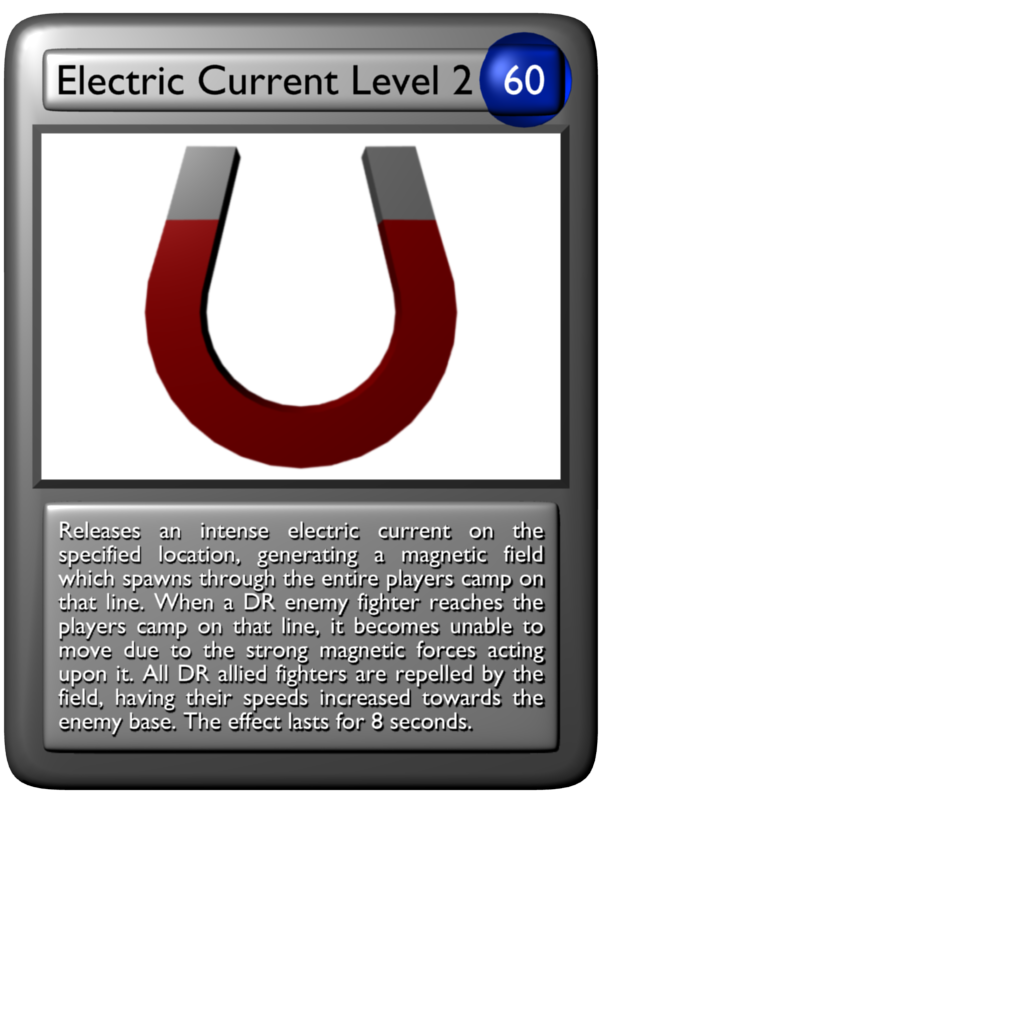 Electric Current Level 2 60
Releases an intense electric current on the
specified location, generating a magnetic field
which spawns through the entire players camp on
that line. When a DR enemy fighter reaches the
players camp on that line, it becomes unable to
move due to the strong magnetic forces acting
upon it. All DR allied fighters are repelled by the
field, having their speeds increased towards the
enemy base. The effect lasts for 8 seconds.